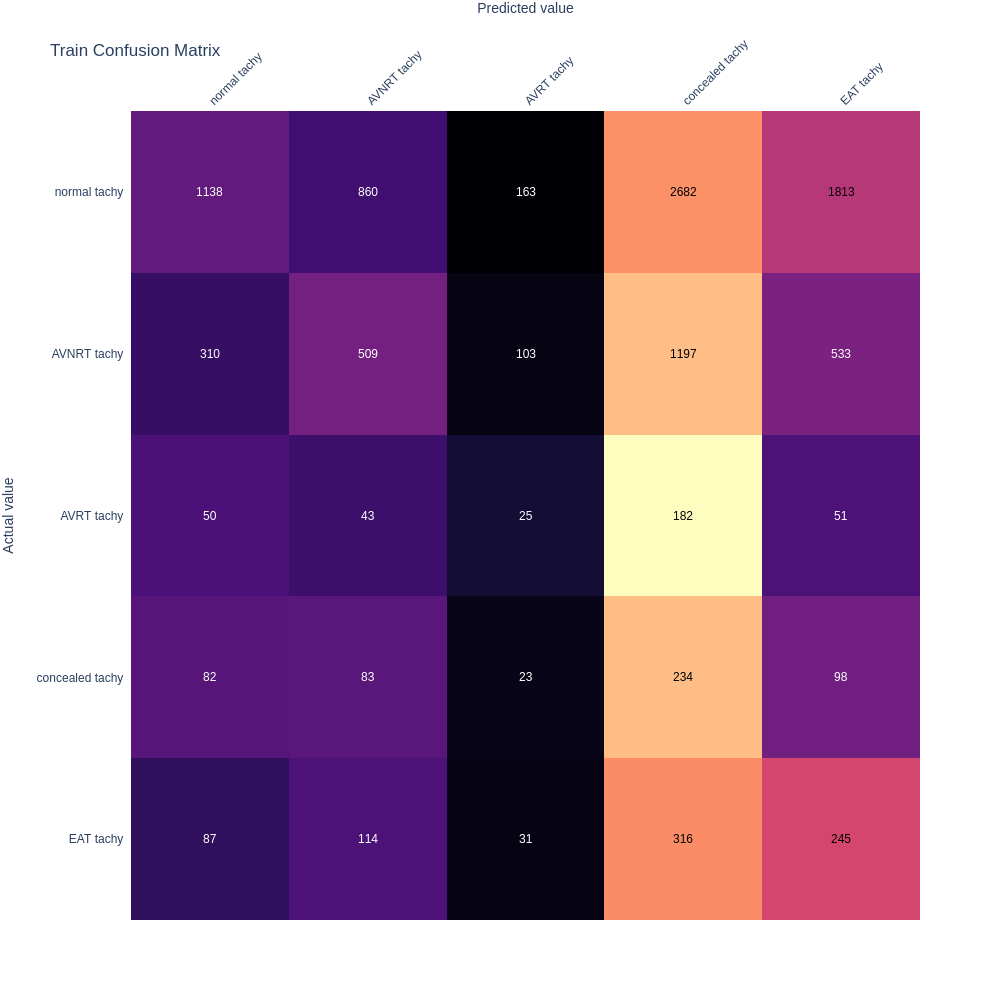 Predicted value
Train Confusion Matrix
normal tachy
AVNRT tachy
AVRT tachy
concealed tachy
EAT tachy
Actual value
normal tachy 1138 860 163 2682 1813
AVNRT tachy 310 509 103 1197 533
AVRT tachy 50 43 25 182 51
concealed tachy 82 83 23 234 98
EAT tachy 87 114 31 316 245